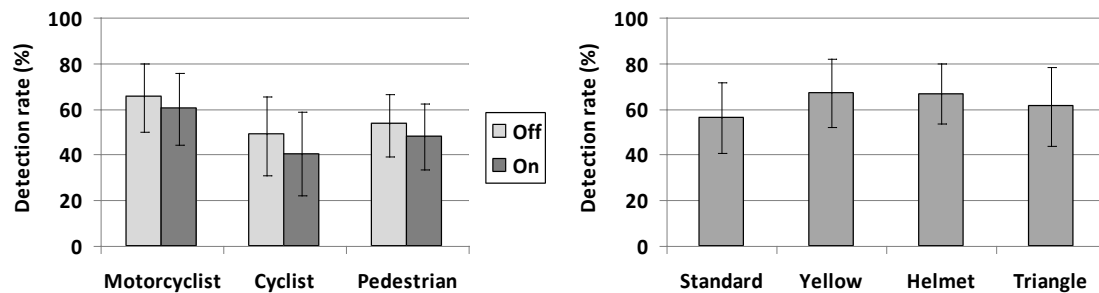 Detection rate (%)
100
80
60
40
20
0
Motorcyclist Cyclist Pedestrian
Off
On
Detection rate (%)
100
80
60
40
20
0
Standard Yellow Helmet Triangle